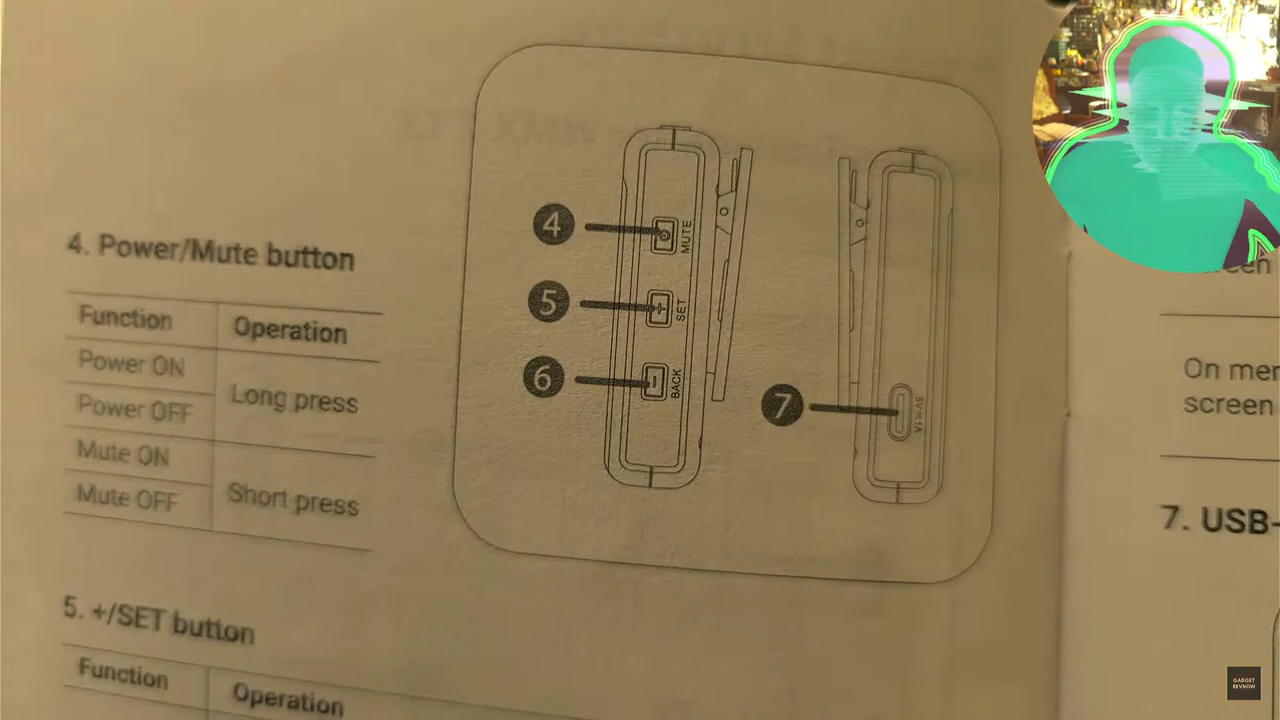 4. Power/Mute button
Function Operation
Power ON
Long press
Power OFF
Mute ON
Short press
Mute OFF
5. +/SET button
Function Operation
4
MUTE
5
+
SET
6
-
BACK
7
5V⎓1A
On
screen
7. USB-
GADGET
REVNOW